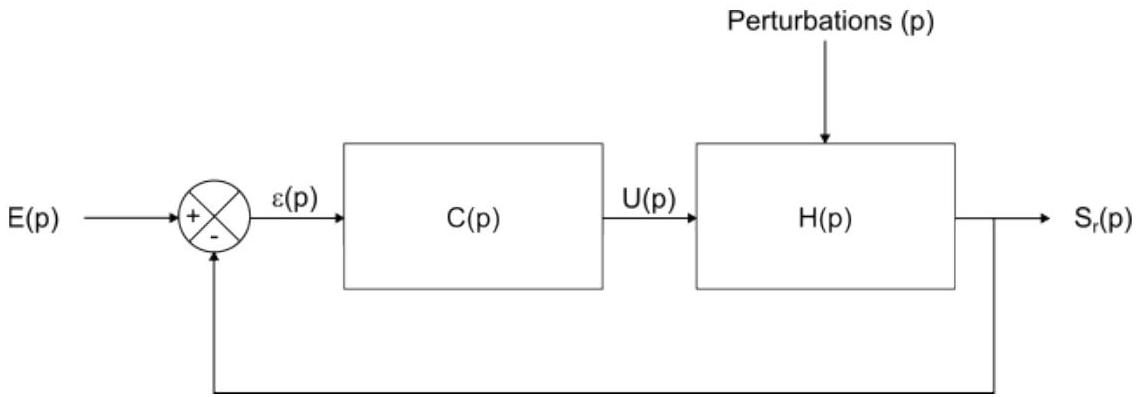 Perturbations (p)
E(p)
+
-
ε(p)
C(p)
U(p)
H(p)
Sr(p)